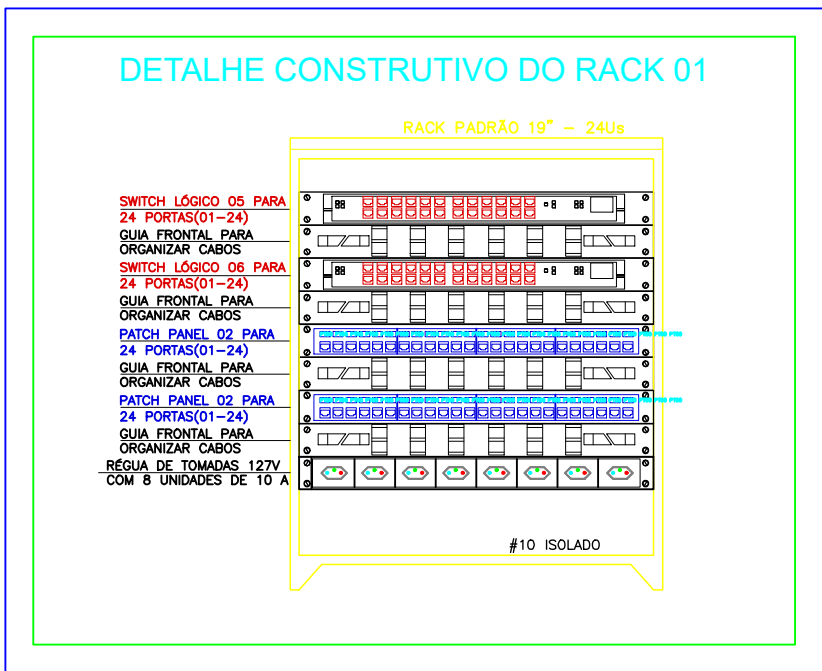 DETALHE CONSTRUTIVO DO RACK 01
RACK PADRÃO 19" - 24Us
SWITCH LÓGICO 05 PARA
24 PORTAS(01-24)
GUIA FRONTAL PARA
ORGANIZAR CABOS
SWITCH LÓGICO 06 PARA
24 PORTAS(01-24)
GUIA FRONTAL PARA
ORGANIZAR CABOS
PATCH PANEL 02 PARA
24 PORTAS(01-24)
GUIA FRONTAL PARA
ORGANIZAR CABOS
PATCH PANEL 02 PARA
24 PORTAS(01-24)
GUIA FRONTAL PARA
ORGANIZAR CABOS
RÉGUA DE TOMADAS 127V
COM 8 UNIDADES DE 10 A
#10 ISOLADO